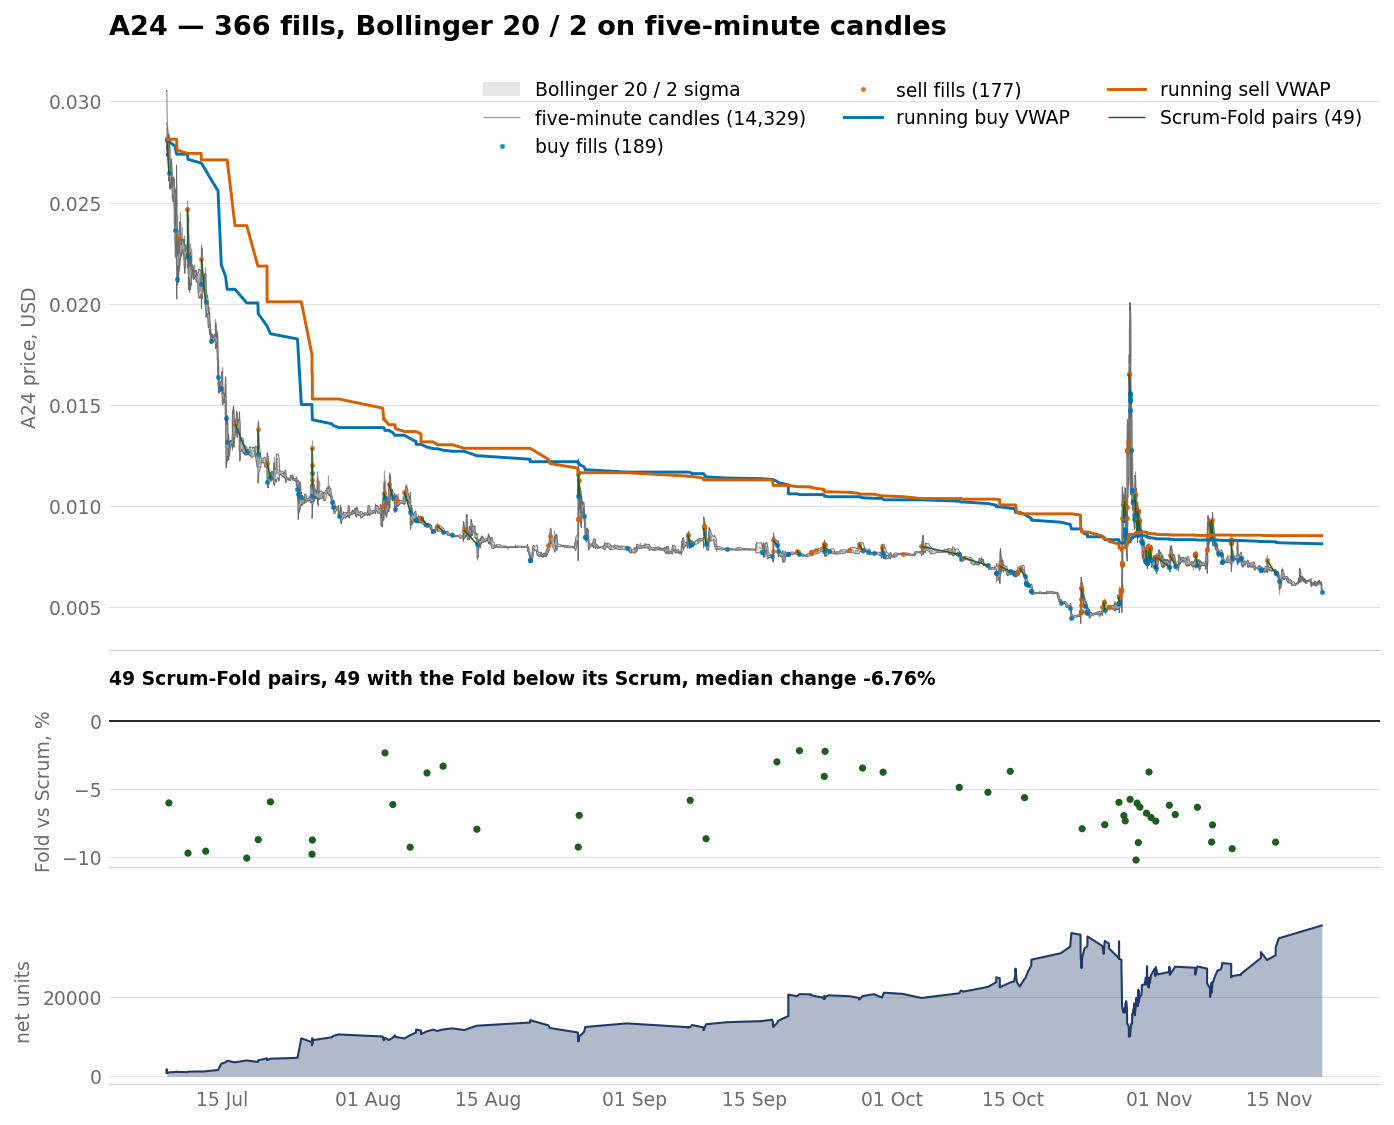 A24 — 366 fills, Bollinger 20 / 2 on five-minute candles
Bollinger 20 / 2 sigma
five-minute candles (14,329)
buy fills (189)
sell fills (177)
running buy VWAP
running sell VWAP
Scrum-Fold pairs (49)
A24 price, USD
0.030
0.025
0.020
0.015
0.010
0.005
49 Scrum-Fold pairs, 49 with the Fold below its Scrum, median change -6.76%
Fold vs Scrum, %
0
−5
−10
net units
20000
0
15 Jul
01 Aug
15 Aug
01 Sep
15 Sep
01 Oct
15 Oct
01 Nov
15 Nov